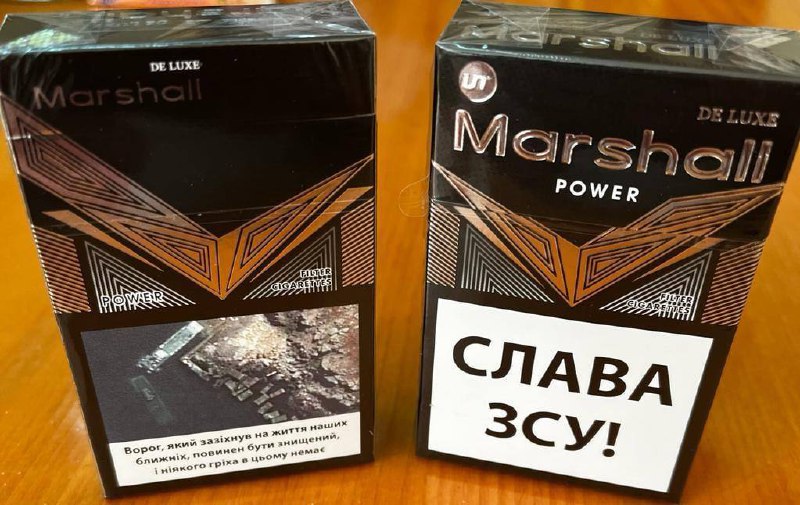 DE LUXE
Marshall
POWER
FILTER
CIGARETTES
Ворог, який зазіхнув на життя наших
ближніх, повинен бути знищений,
і ніякого гріха в цьому немає
Marshall
UT
DE LUXE
Marshall
POWER
FILTER
CIGARETTES
СЛАВА
ЗСУ!